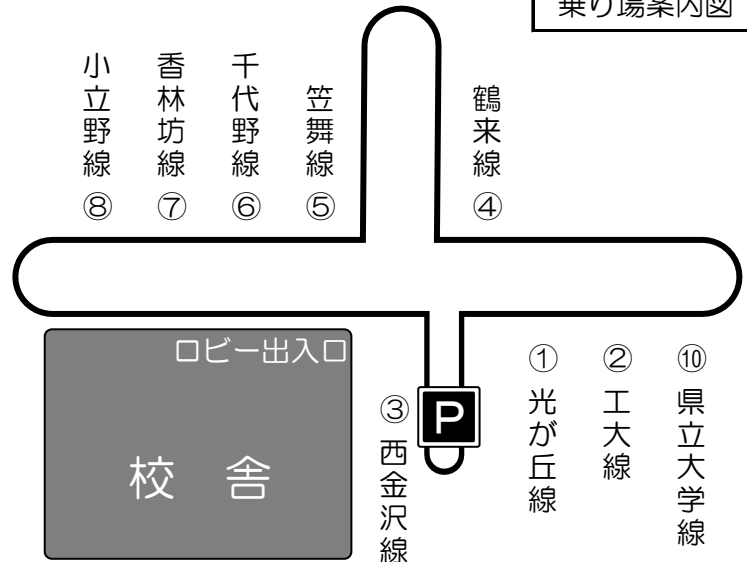 乗り場案内図
小立野線⑧
香林坊線⑦
千代野線⑥
笠舞線⑤
鶴来線④
ロビー出入口
校 舎
③西金沢線
P
①光が丘線
②工大線
⑩県立大学線